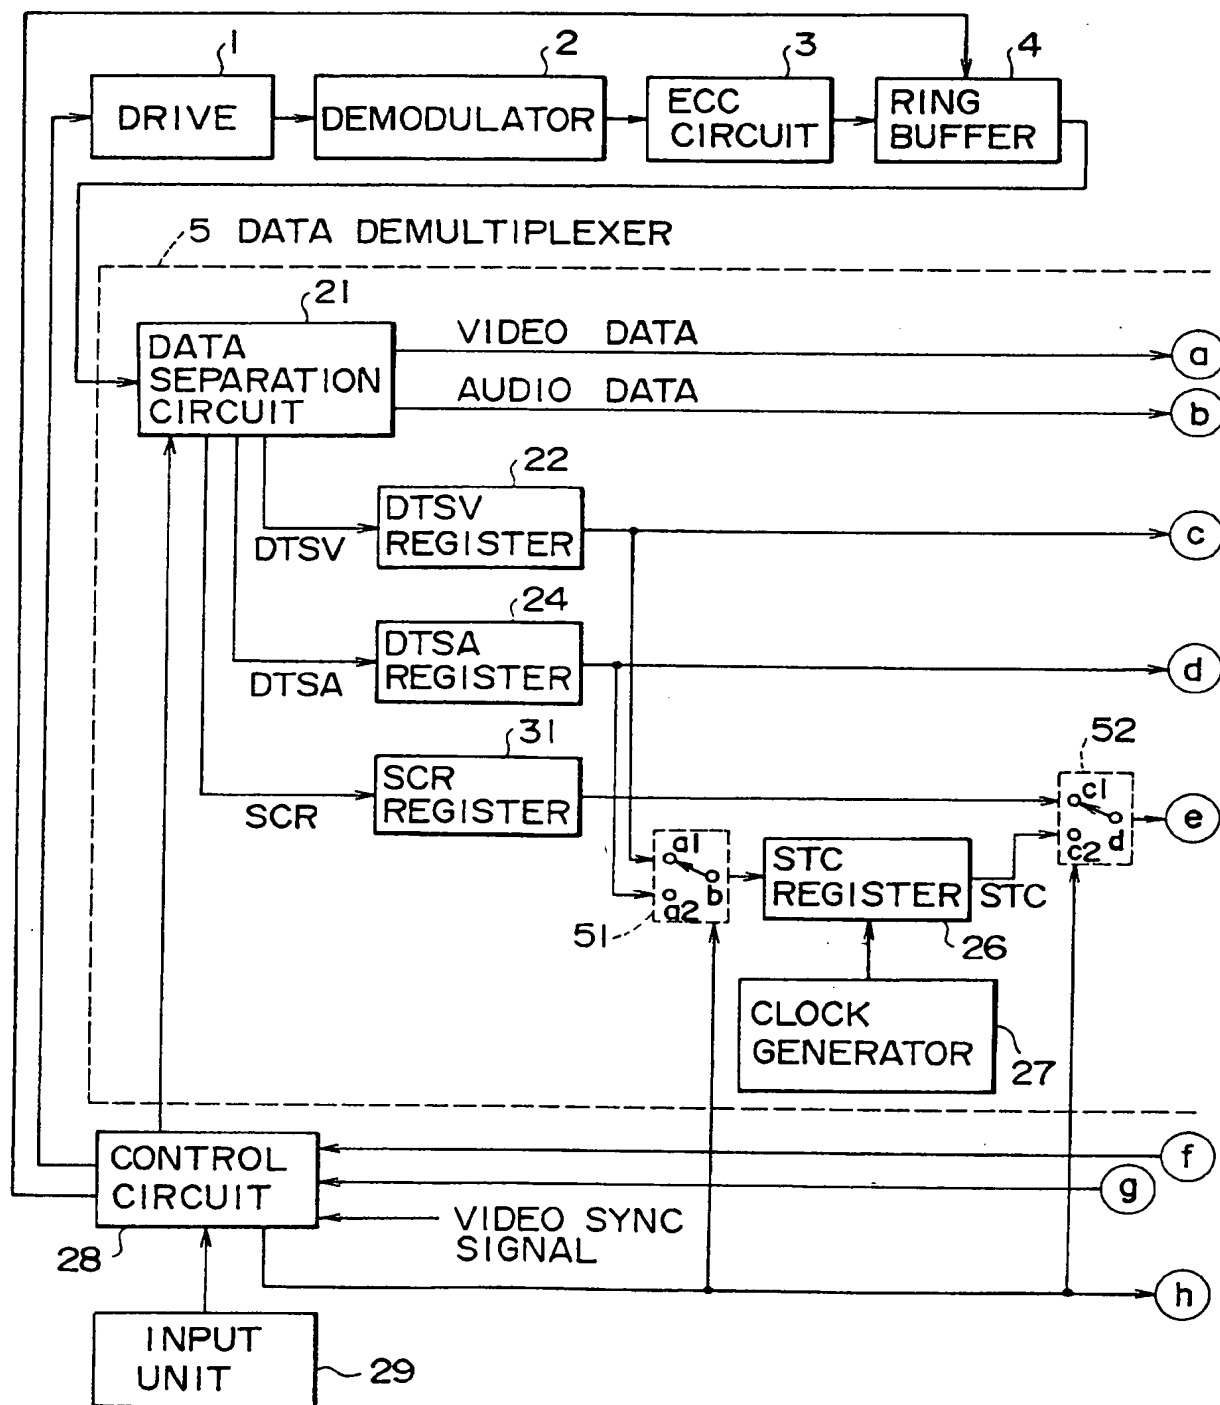 1
2
3
4
DRIVE
DEMODULATOR
ECC
CIRCUIT
RING
BUFFER
5 DATA DEMULTIPLEXER
21
DATA
SEPARATION
CIRCUIT
VIDEO DATA
a
AUDIO DATA
b
22
DTSV
REGISTER
DTSV
c
24
DTSA
REGISTER
DTSA
d
31
SCR
REGISTER
SCR
52
c1
d
c2
e
a1
b
a2
51
STC
REGISTER
STC
26
CLOCK
GENERATOR
27
CONTROL
CIRCUIT
28
f
g
VIDEO SYNC
SIGNAL
h
INPUT
UNIT
29